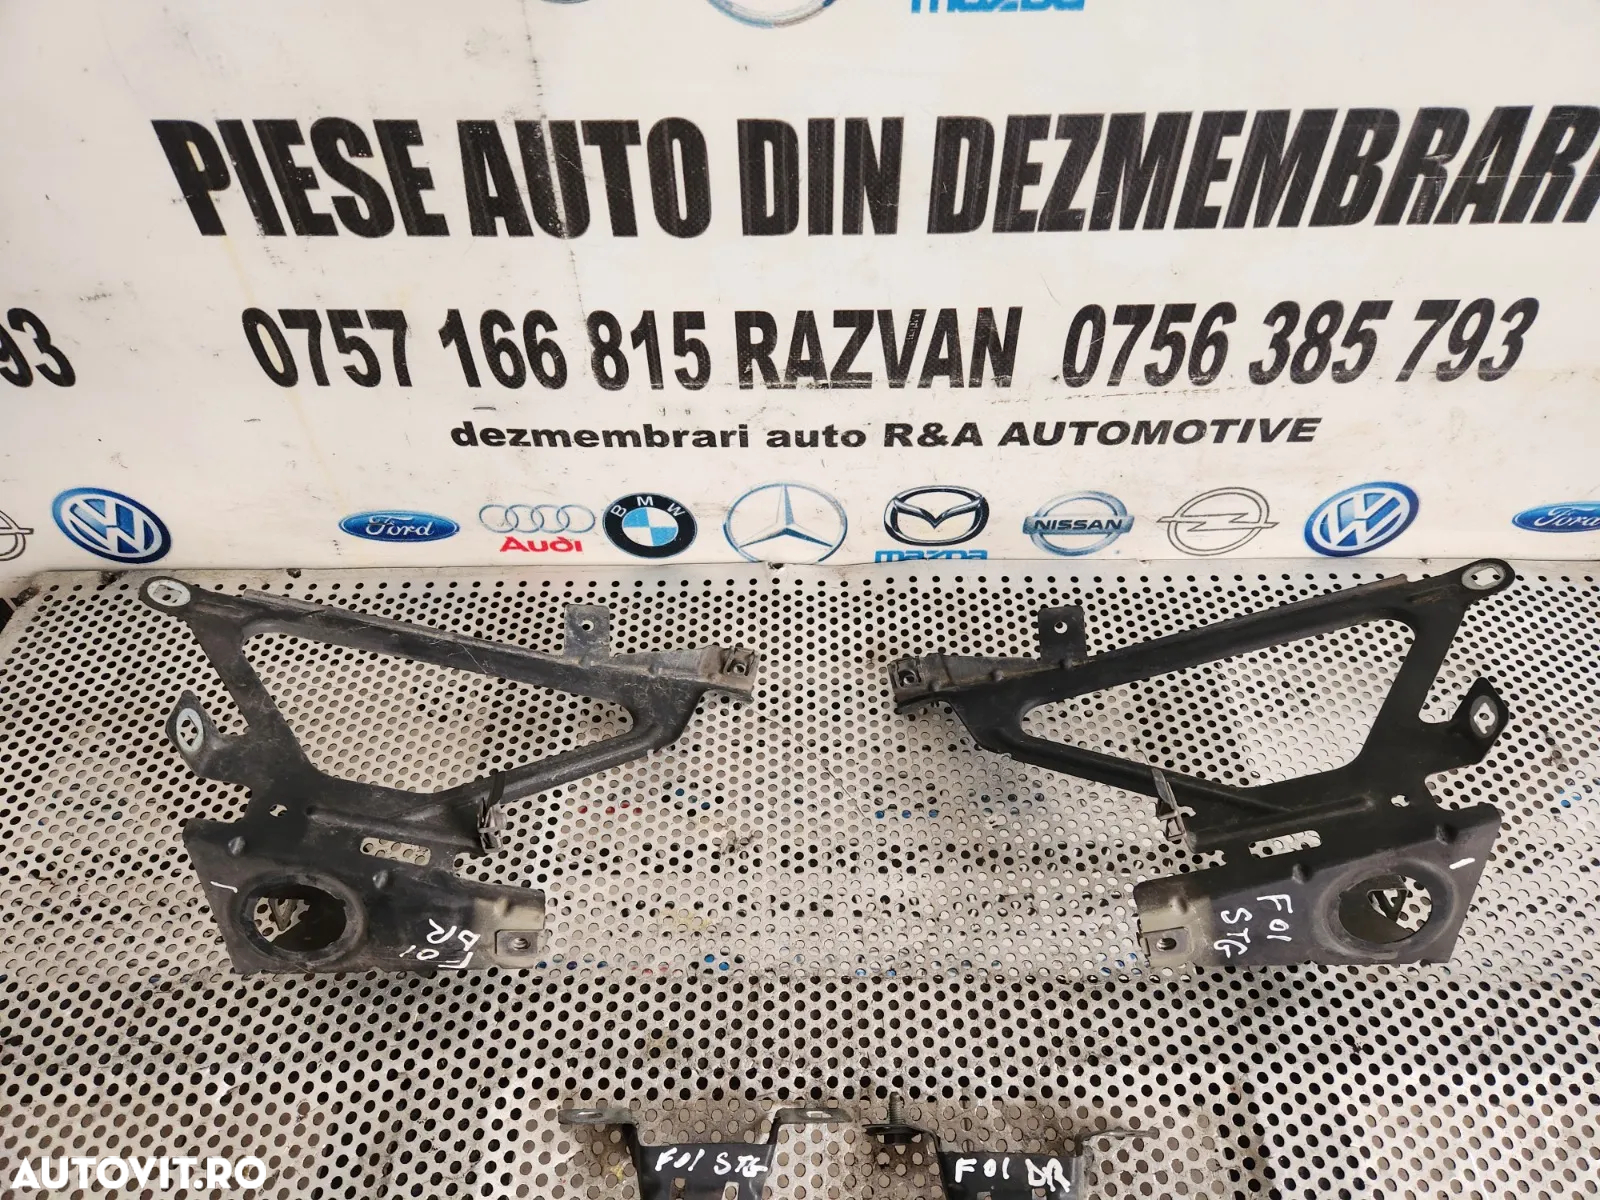 mazda
PIESE AUTO DIN DEZMEMBRARI
93 0757 166 815 RAZVAN 0756 385 793
dezmembrari auto R&A AUTOMOTIVE
Ford Audi BMW mazda NISSAN Ford
F01
DR
F01
STG
F01 STG
F01 DR
AUTOVIT.RO